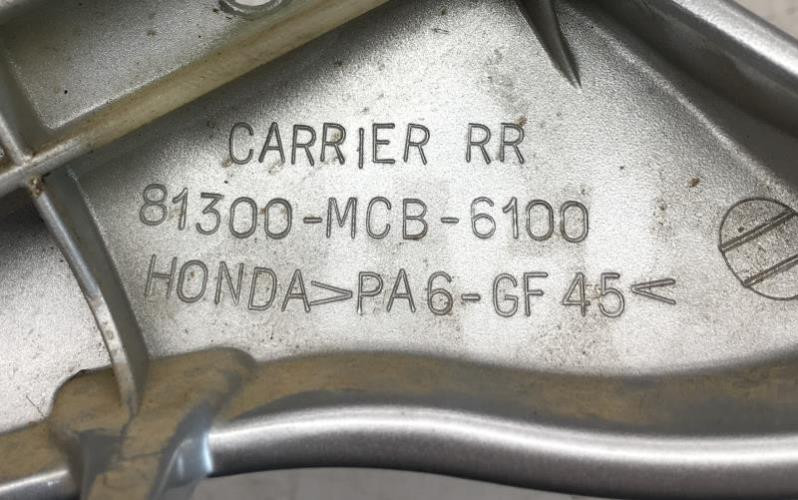 CARRIER RR
81300-MCB-6100
HONDA>PA6-GF45<